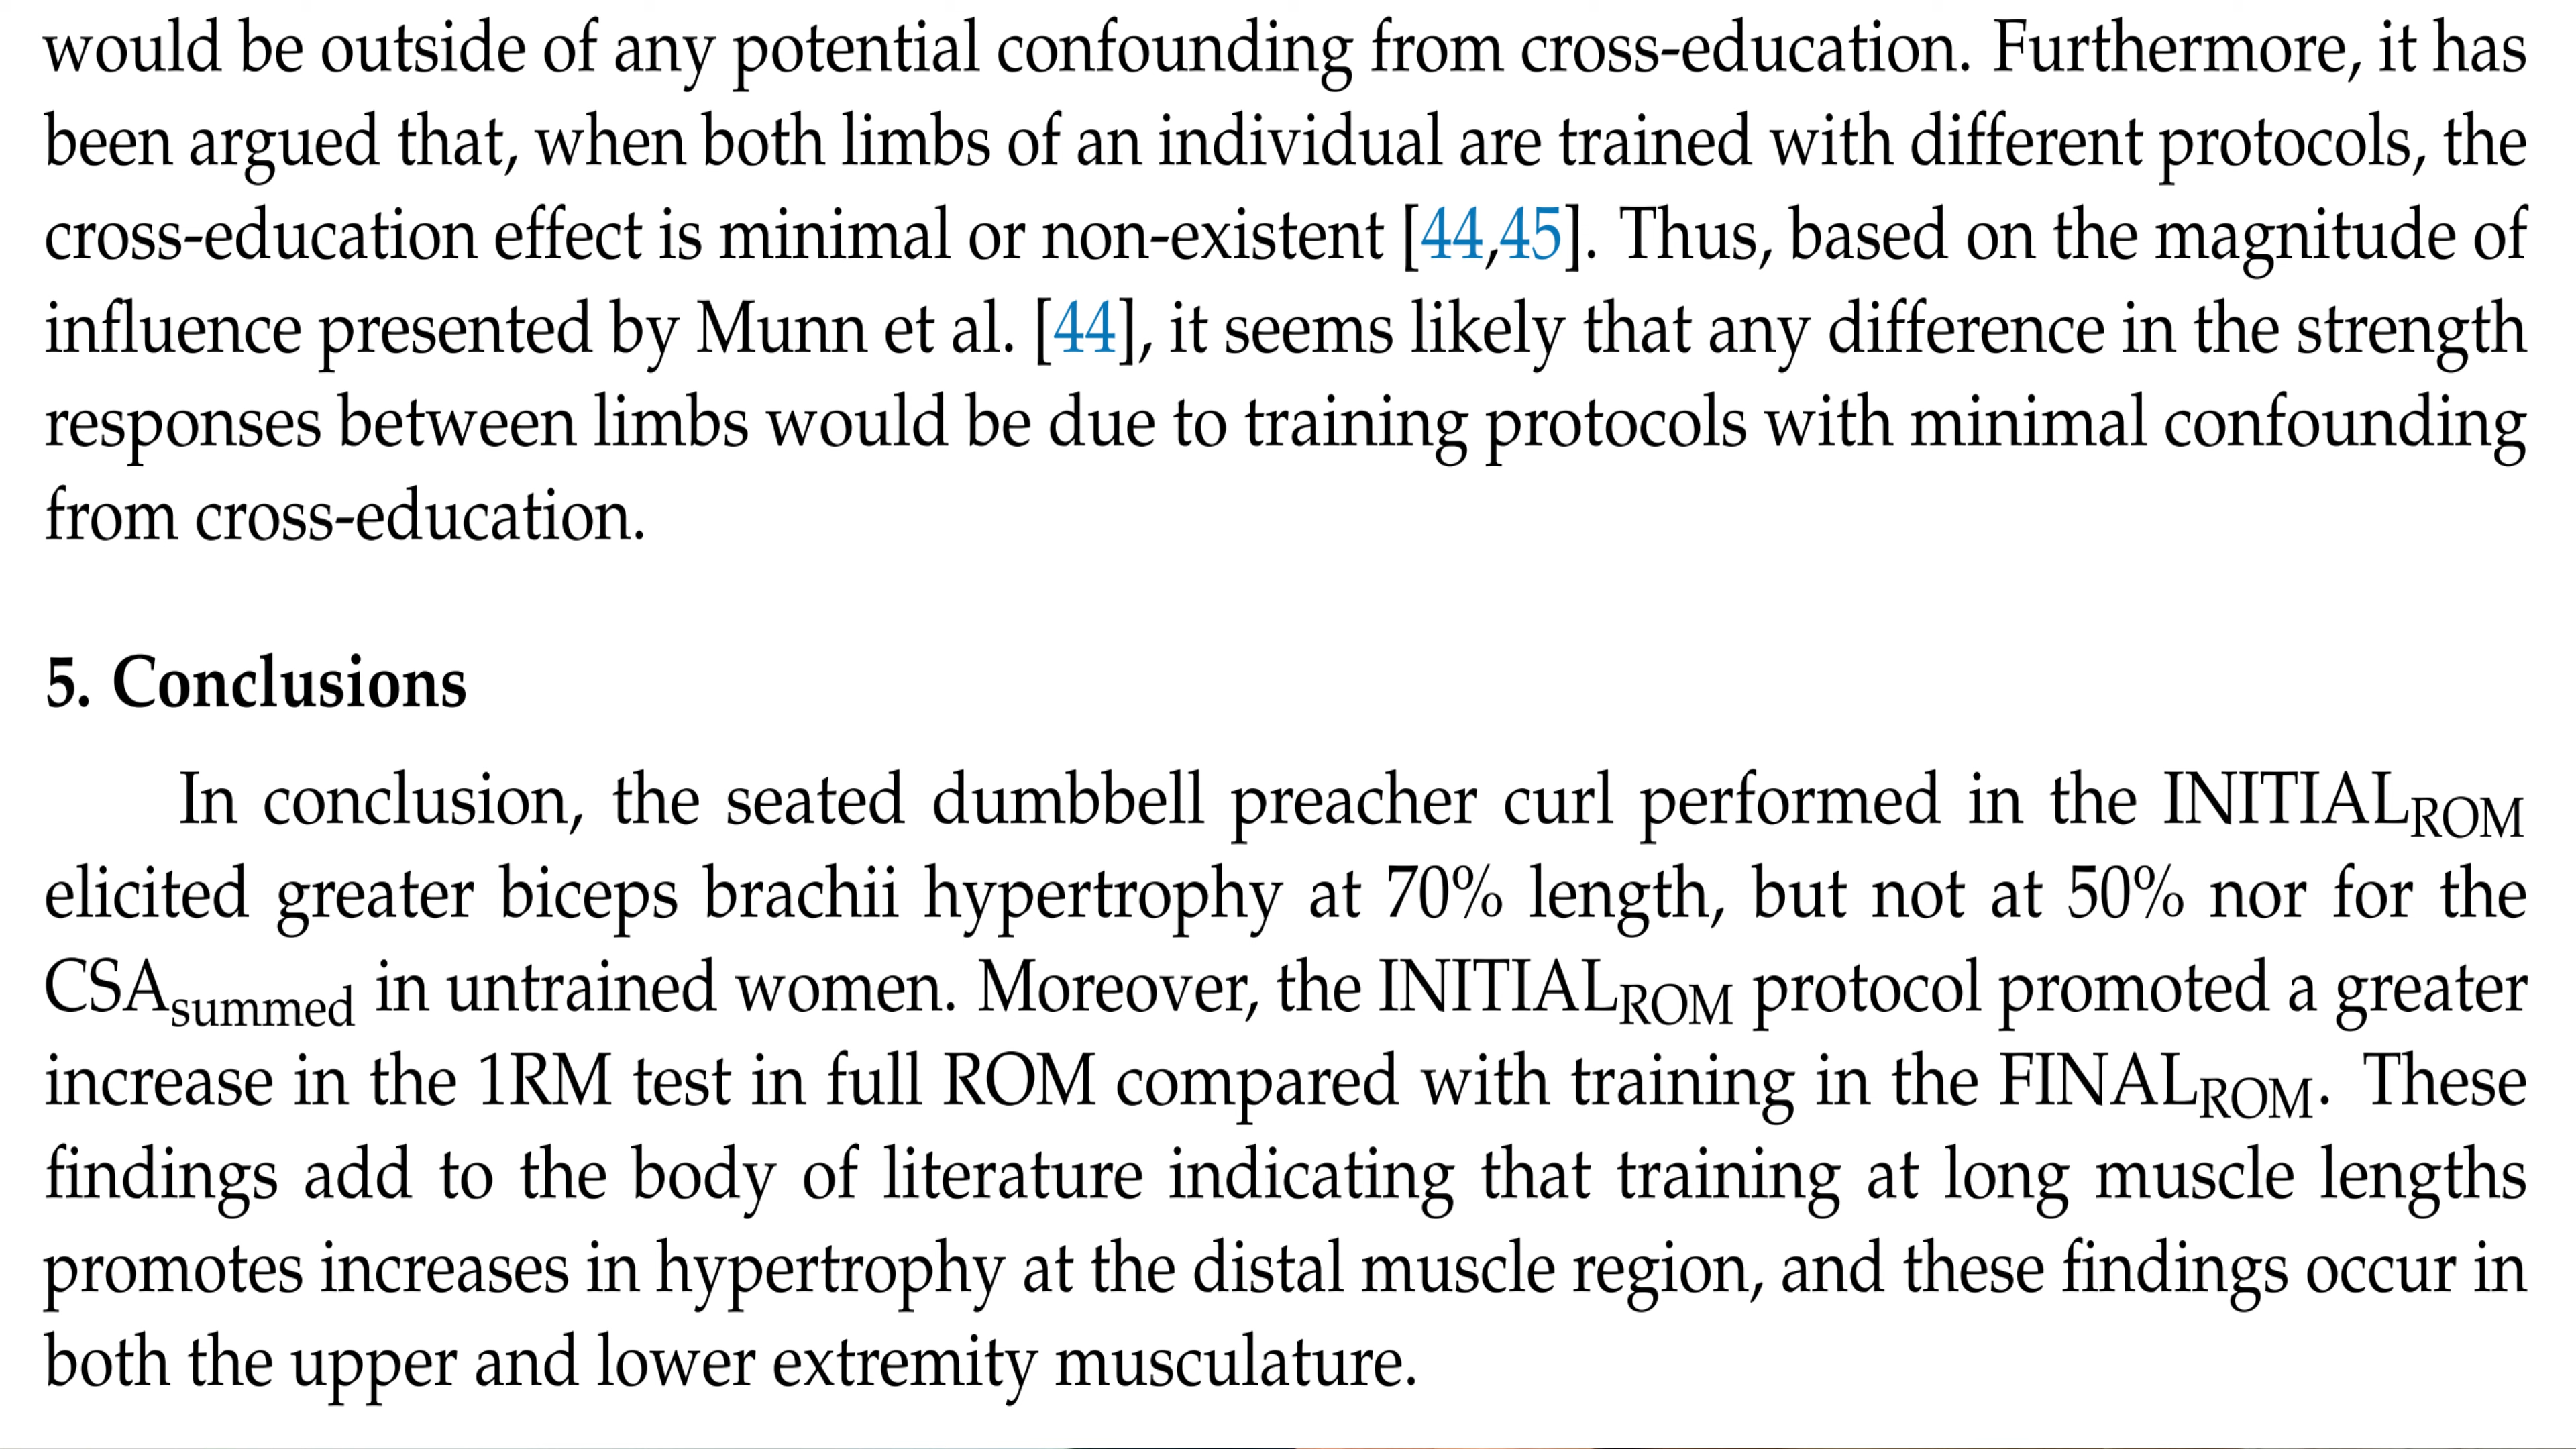 would be outside of any potential confounding from cross-education. Furthermore, it has
been argued that, when both limbs of an individual are trained with different protocols, the
cross-education effect is minimal or non-existent [44,45]. Thus, based on the magnitude of
influence presented by Munn et al. [44], it seems likely that any difference in the strength
responses between limbs would be due to training protocols with minimal confounding
from cross-education.
5. Conclusions
In conclusion, the seated dumbbell preacher curl performed in the INITIALROM
elicited greater biceps brachii hypertrophy at 70% length, but not at 50% nor for the
CSAsummed in untrained women. Moreover, the INITIALROM protocol promoted a greater
increase in the 1RM test in full ROM compared with training in the FINALROM. These
findings add to the body of literature indicating that training at long muscle lengths
promotes increases in hypertrophy at the distal muscle region, and these findings occur in
both the upper and lower extremity musculature.